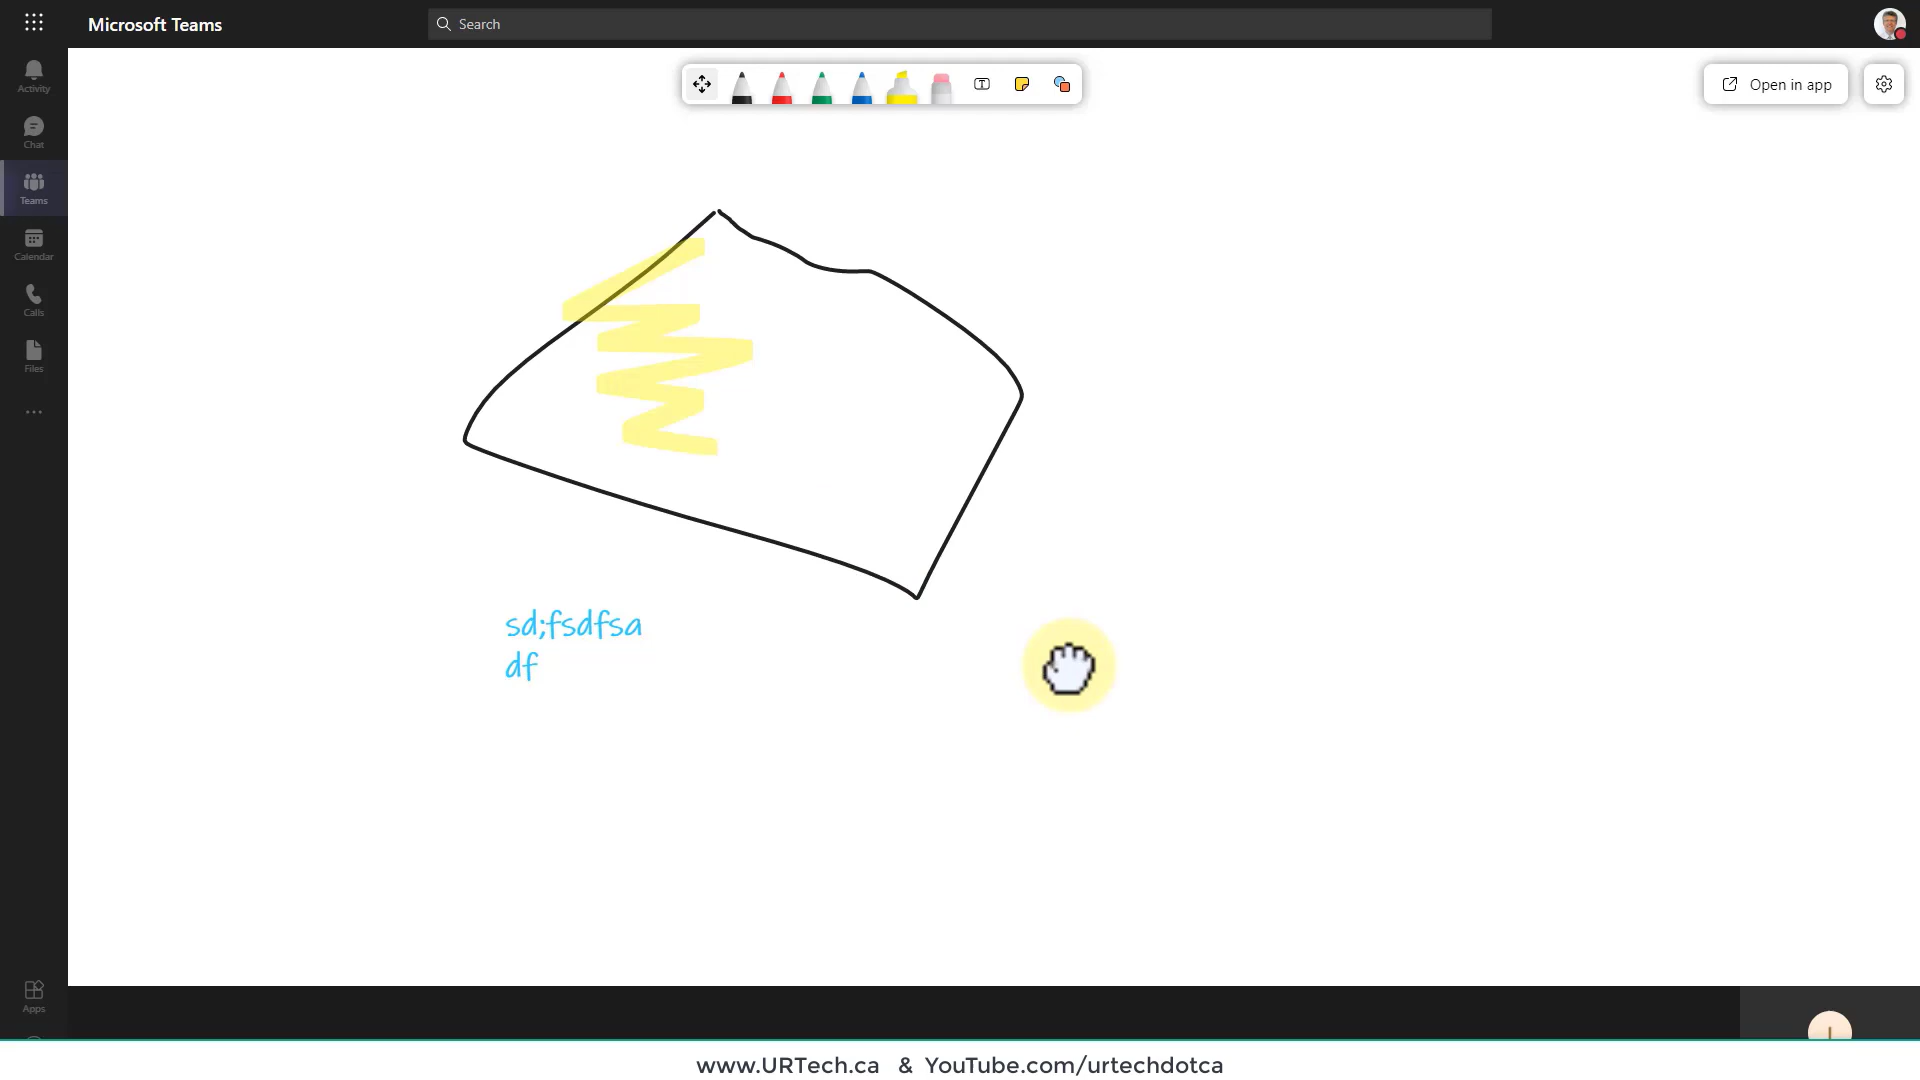 Microsoft Teams
Search
Activity
Chat
Teams
Calendar
Calls
Files
Apps
T
Open in app
sd;fsdfsa
df
www.URTech.ca & YouTube.com/urtechdotca